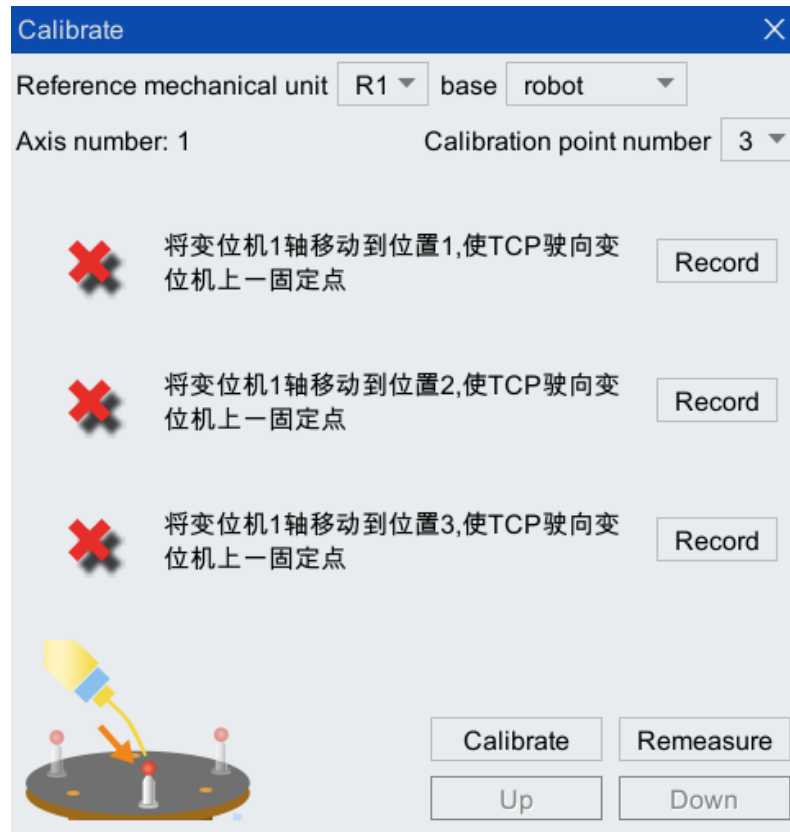 Calibrate
Reference mechanical unit R1 base robot
Axis number: 1 Calibration point number 3
将变位机1轴移动到位置1,使TCP驶向变
位机上一固定点
Record
将变位机1轴移动到位置2,使TCP驶向变
位机上一固定点
Record
将变位机1轴移动到位置3,使TCP驶向变
位机上一固定点
Record
Calibrate Remeasure
Up Down